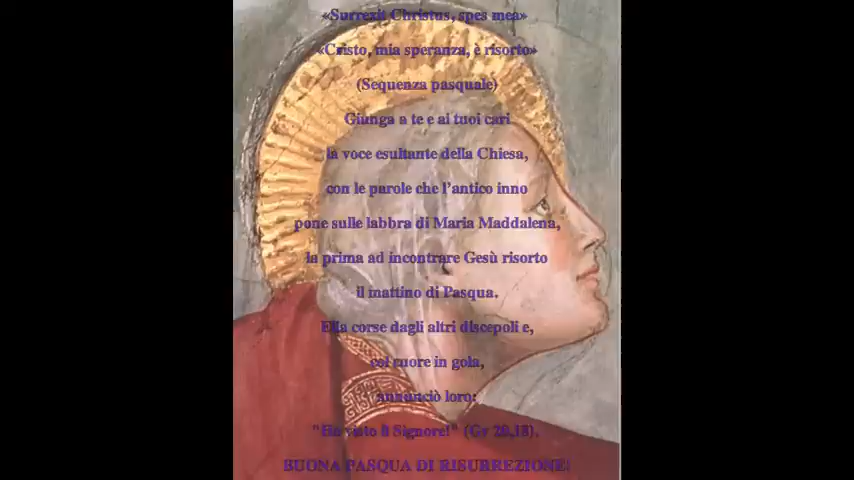 «Surrexit Christus, spes mea»
«Cristo, mia speranza, è risorto»
(Sequenza pasquale)
Giunga a te e ai tuoi cari
la voce esultante della Chiesa,
con le parole che l'antico inno
pone sulle labbra di Maria Maddalena,
la prima ad incontrare Gesù risorto
il mattino di Pasqua.
Ella corse dagli altri discepoli e,
col cuore in gola,
annunciò loro:
"Ho visto il Signore!" (Gv 20,18).
BUONA PASQUA DI RISURREZIONE!